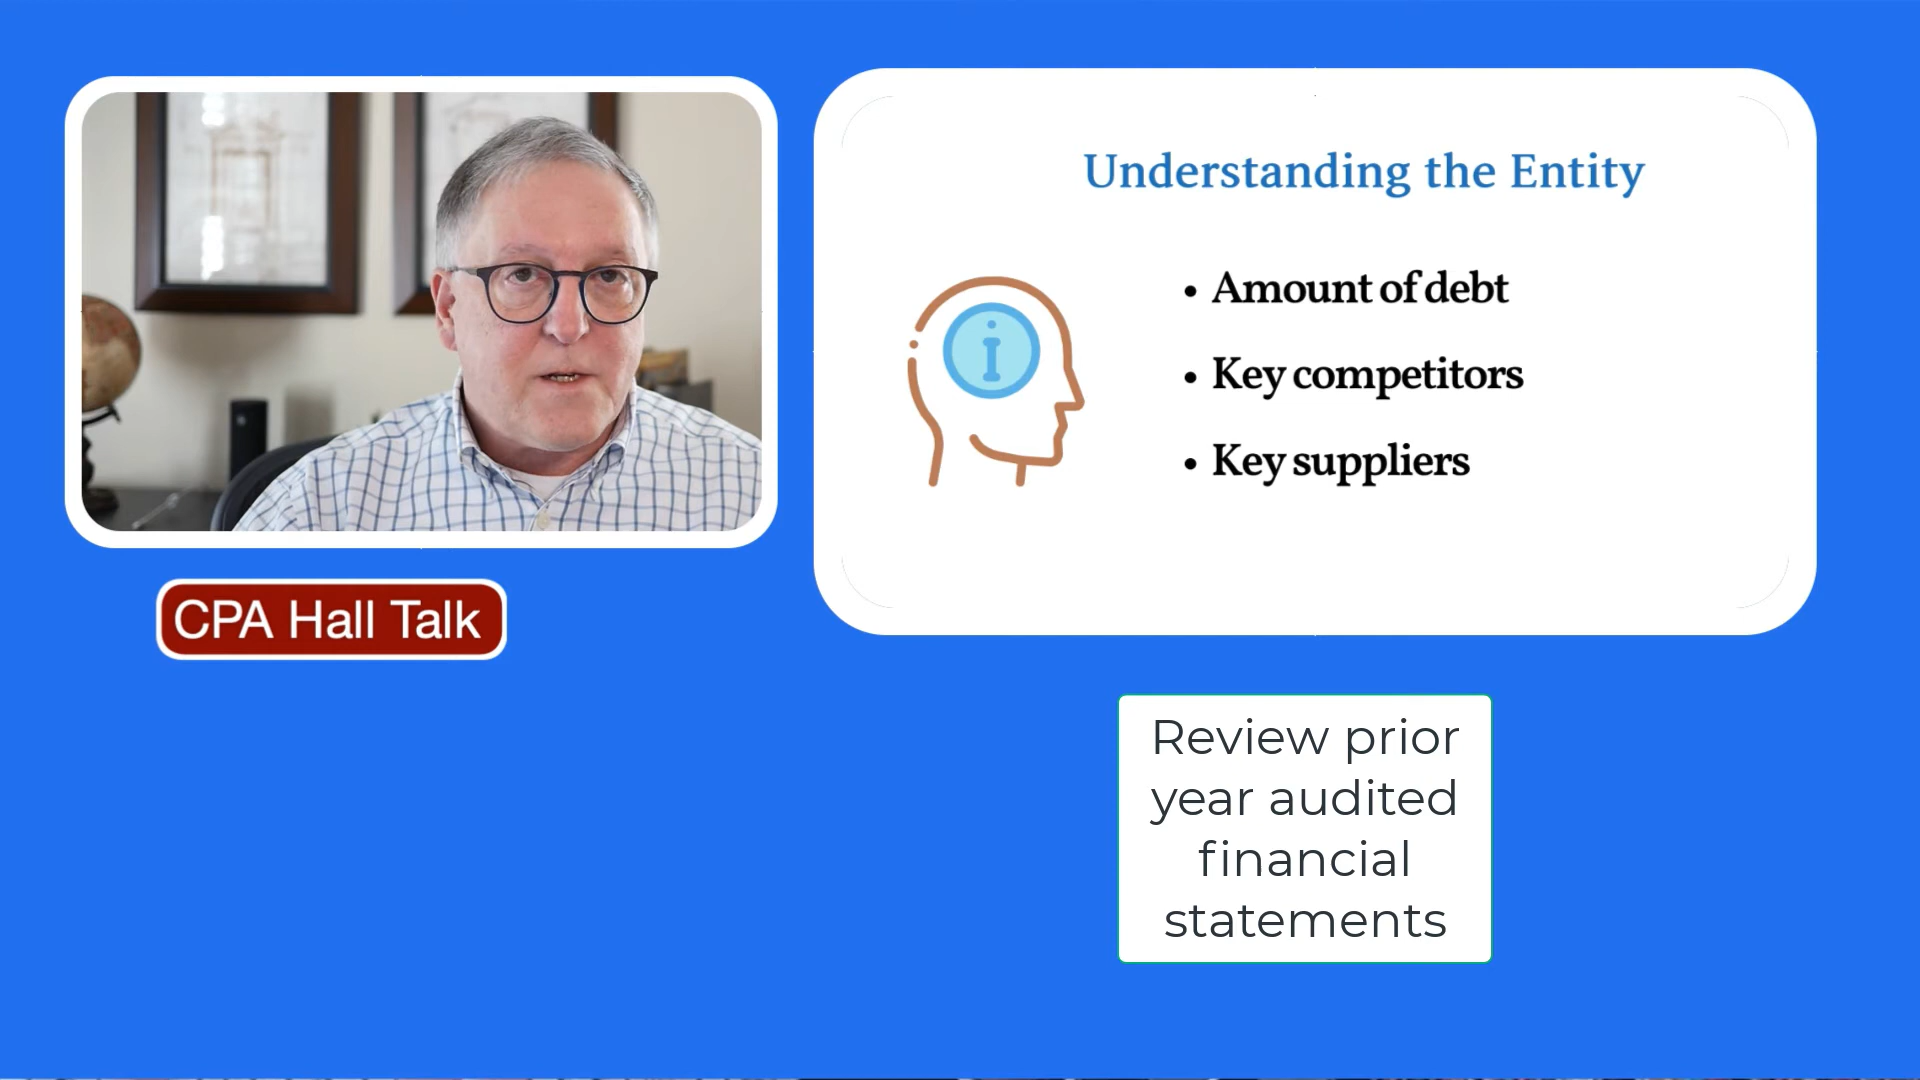 Understanding the Entity
• Amount of debt
• Key competitors
• Key suppliers
CPA Hall Talk
Review prior
year audited
financial
statements